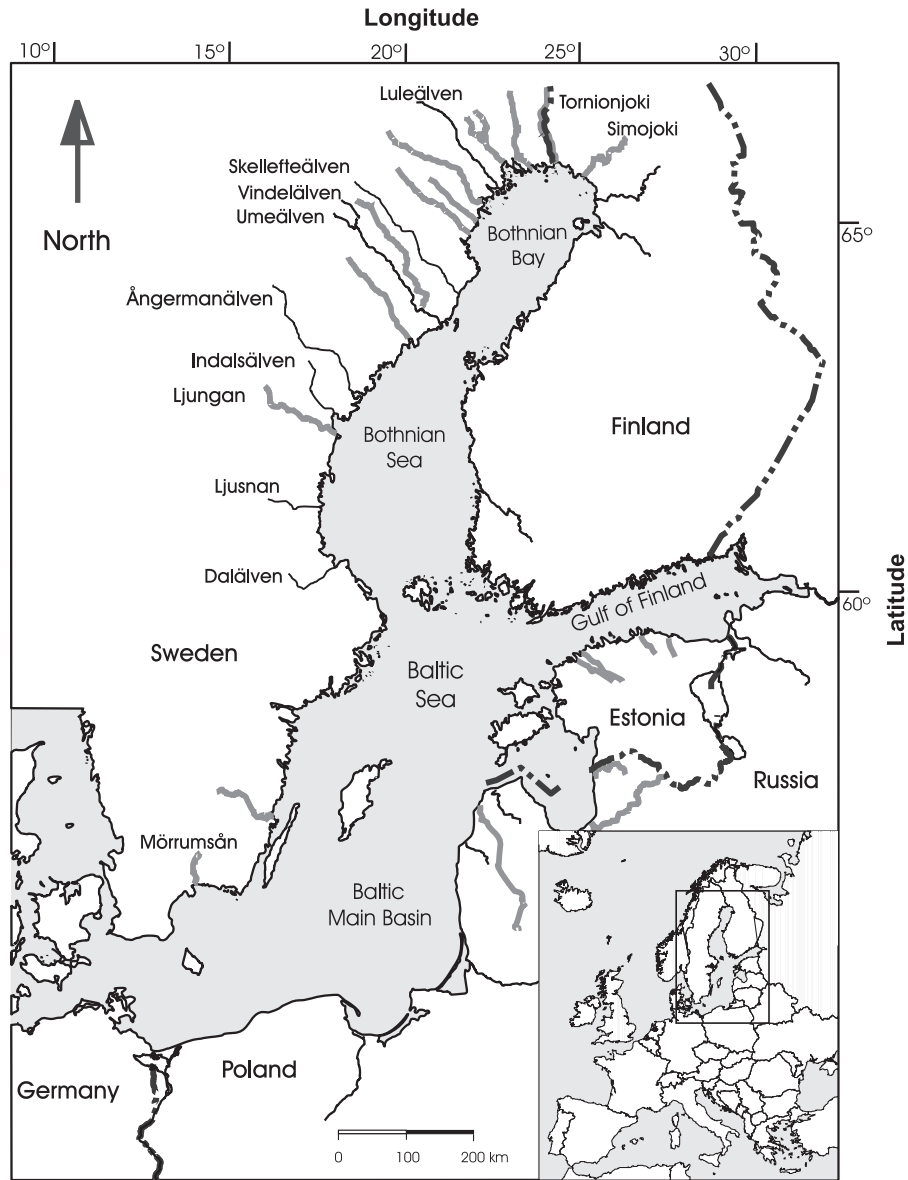 Longitude
10° 15° 20° 25° 30°
Luleälven
Tornionjoki
Simojoki
Skellefteälven
Vindelälven
Umeälven
North
Bothnian
Bay
65°
Ångermanälven
Indalsälven
Ljungan
Bothnian
Sea
Finland
Ljusnan
Dalälven
60°
Latitude
Gulf of Finland
Sweden
Baltic
Sea
Estonia
Russia
Mörrumsån
Baltic
Main Basin
Poland
Germany
0 100 200 km